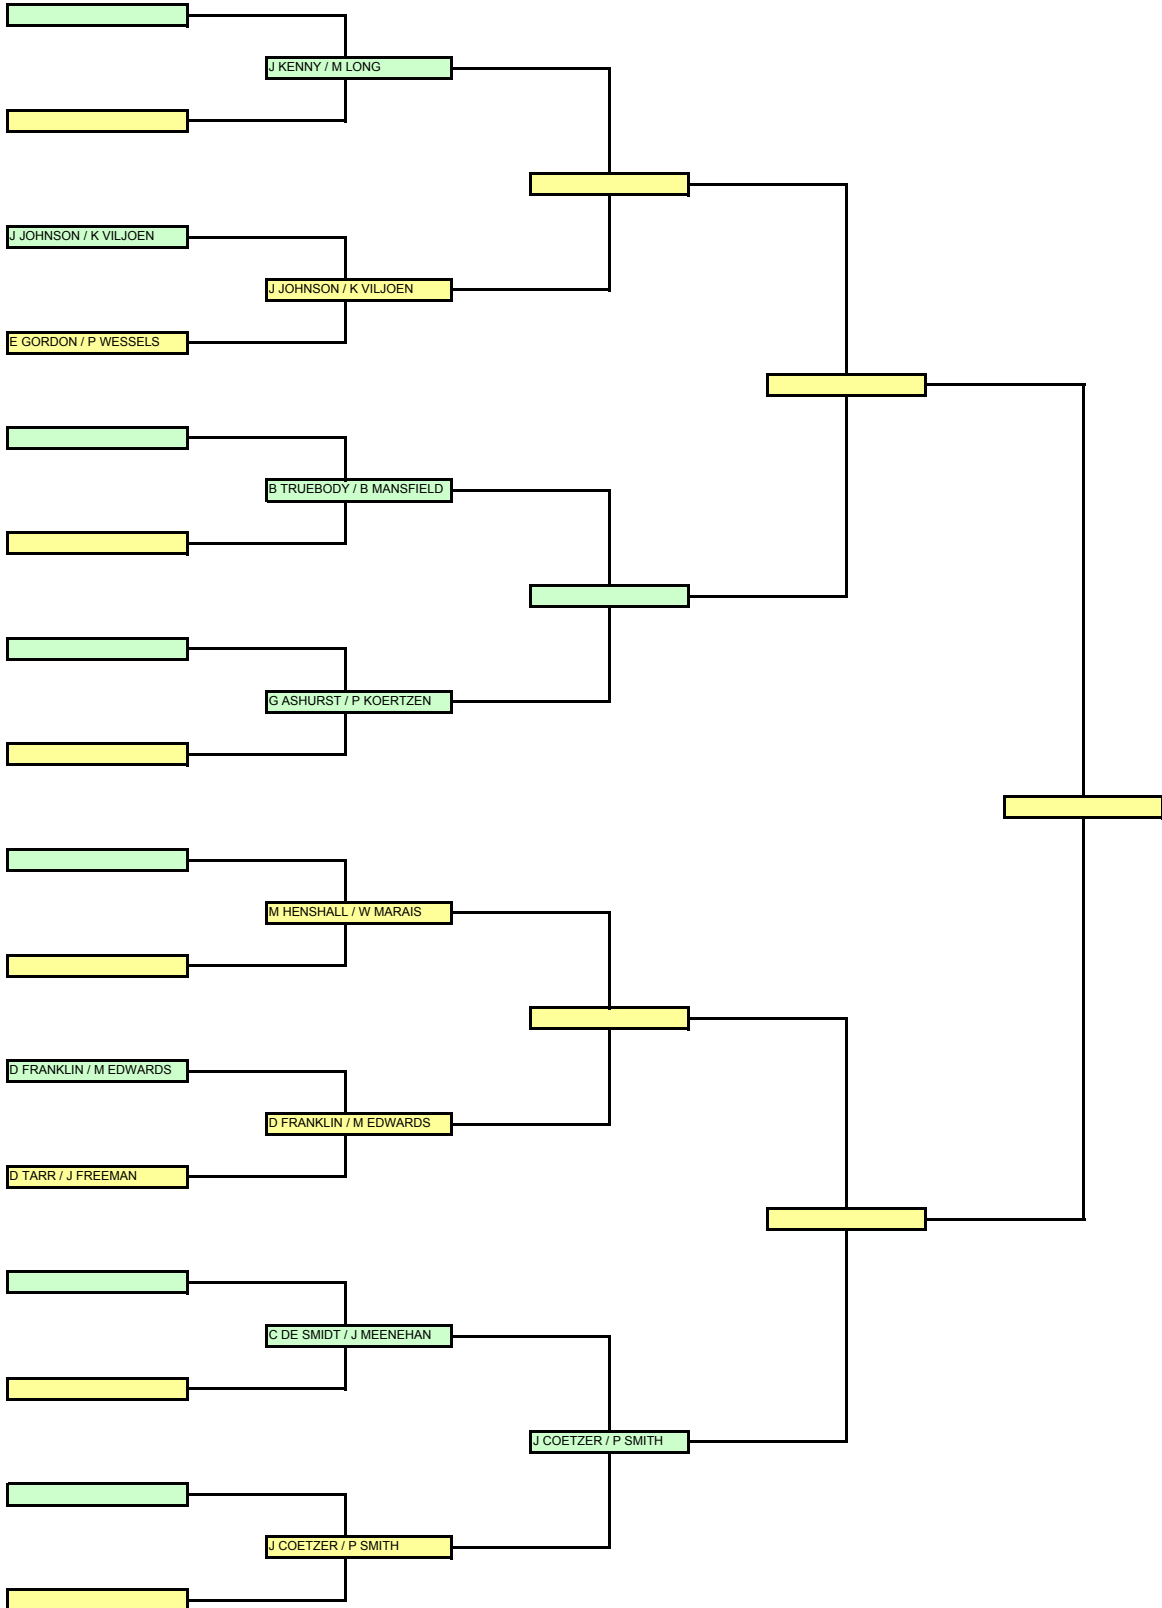 J KENNY / M LONG
J JOHNSON / K VILJOEN
J JOHNSON / K VILJOEN
E GORDON / P WESSELS
B TRUEBODY / B MANSFIELD
G ASHURST / P KOERTZEN
M HENSHALL / W MARAIS
D FRANKLIN / M EDWARDS
D FRANKLIN / M EDWARDS
D TARR / J FREEMAN
C DE SMIDT / J MEENEHAN
J COETZER / P SMITH
J COETZER / P SMITH